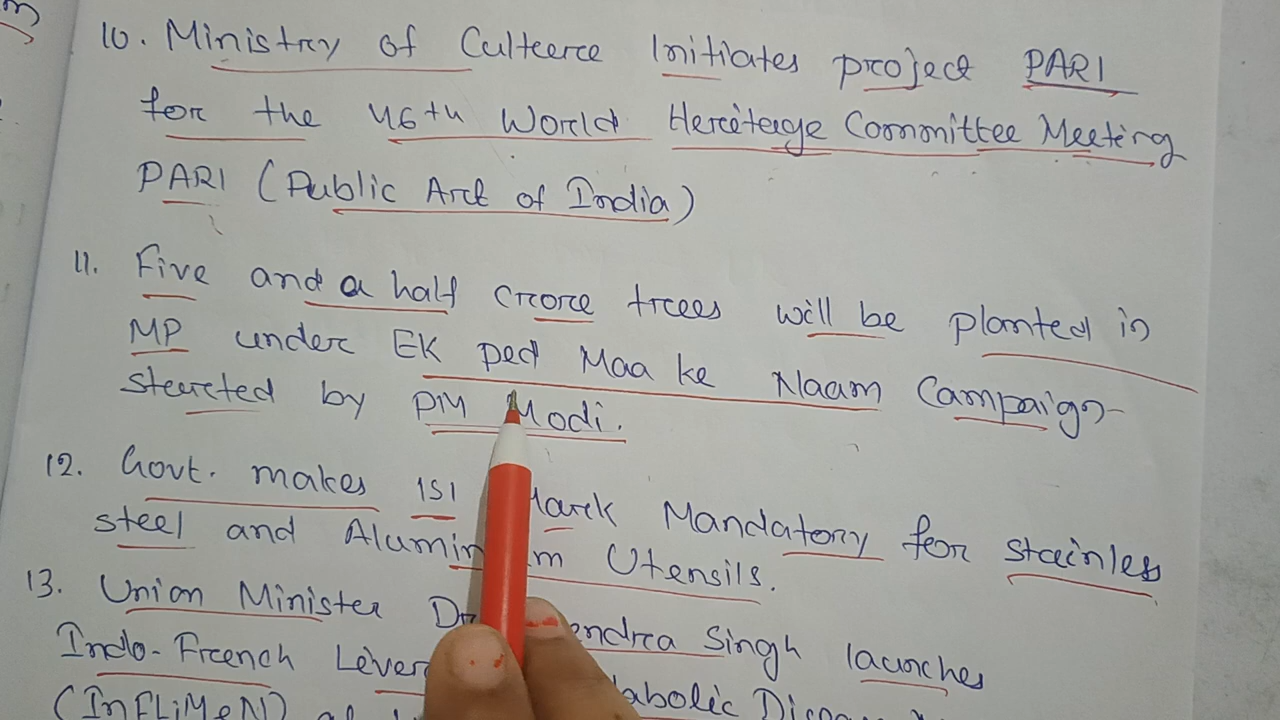 10. Ministry of Culture Initiates project PARI
for the 46th World Heritage Committee Meeting
PARI (Public Art of India)
11. Five and a half crore trees will be planted in
MP under EK ped Maa ke Naam Campaign
started by PM Modi.
12. Govt. makes ISI Mark Mandatory for stainless
steel and Aluminium Utensils.
13. Union Minister Singh launches
Indo-French
(InFLiMeN)